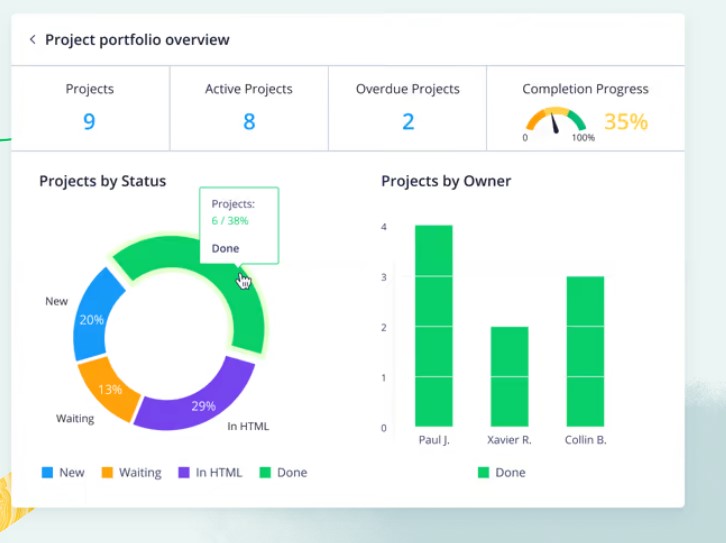 Project portfolio overview
Projects
9
Active Projects
8
Overdue Projects
2
Completion Progress
0
100%
35%
Projects by Status
Projects:
6 / 38%
Done
New
20%
13%
Waiting
29%
In HTML
New
Waiting
In HTML
Done
Projects by Owner
4
3
2
1
0
Paul J.
Xavier R.
Collin B.
Done